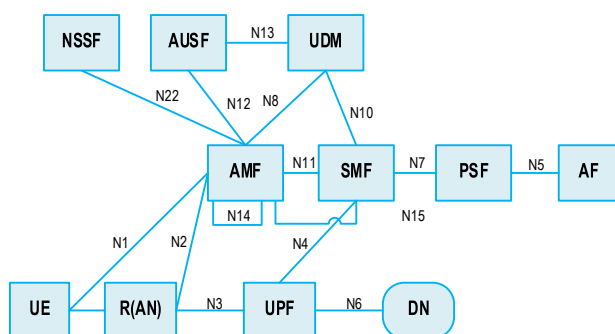 NSSF
AUSF
N13
UDM
N22
N12
N8
N10
AMF
N11
SMF
N7
PSF
N5
AF
N14
N15
N1
N2
N4
UE
R(AN)
N3
UPF
N6
DN